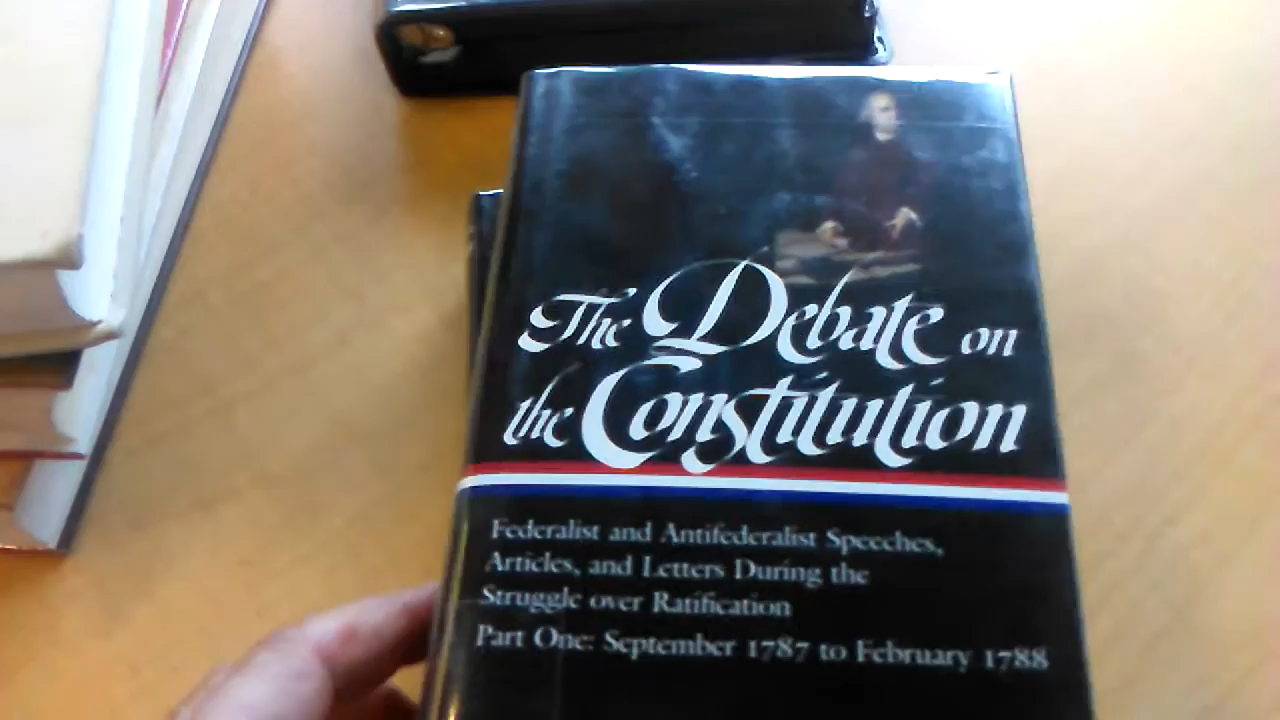 The Debate on
the Constitution
Federalist and Antifederalist Speeches,
Articles, and Letters During the
Struggle over Ratification
Part One: September 1787 to February 1788